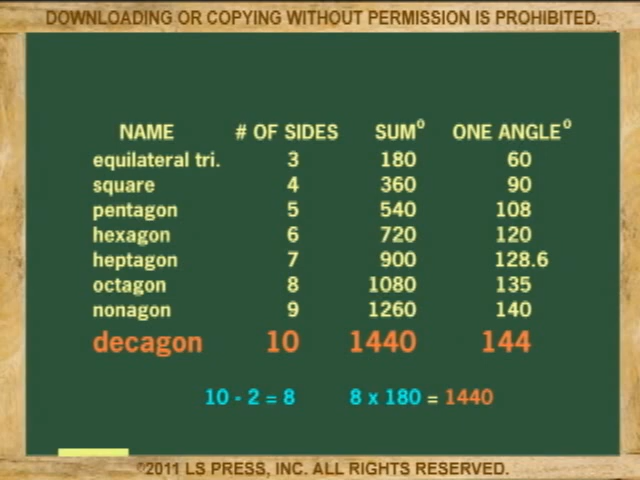 DOWNLOADING OR COPYING WITHOUT PERMISSION IS PROHIBITED.
NAME # OF SIDES SUM° ONE ANGLE°
equilateral tri. 3 180 60
square 4 360 90
pentagon 5 540 108
hexagon 6 720 120
heptagon 7 900 128.6
octagon 8 1080 135
nonagon 9 1260 140
decagon 10 1440 144
10 - 2 = 8 8 x 180 = 1440
©2011 LS PRESS, INC. ALL RIGHTS RESERVED.